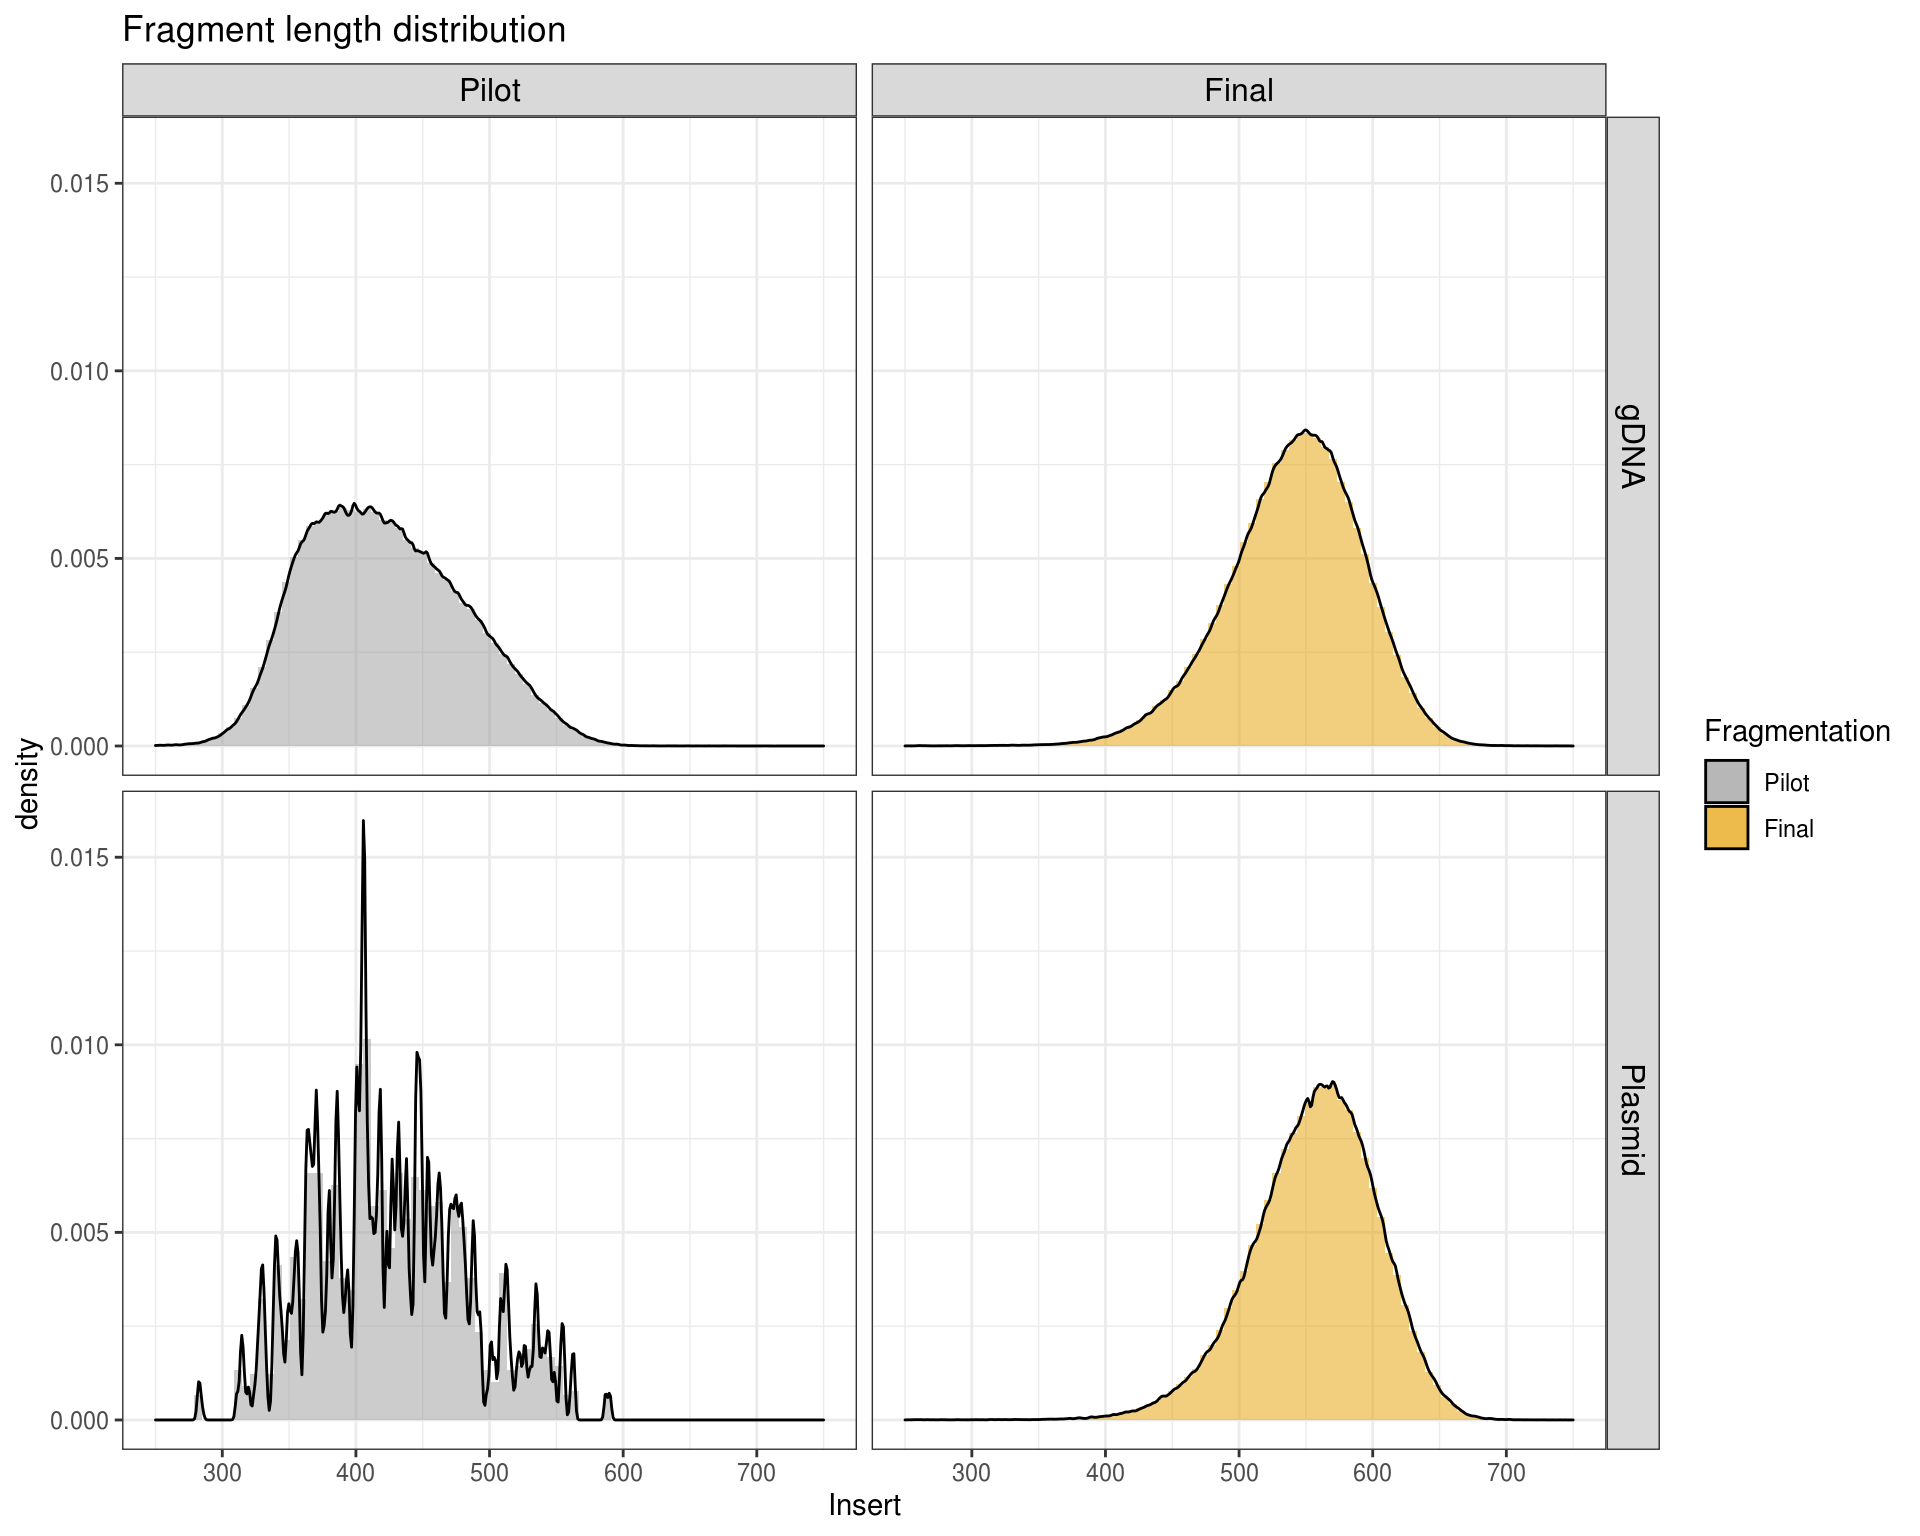 Fragment length distribution
Pilot
Final
0.015
0.010
0.005
0.000
gDNA
density
Fragmentation
Pilot
Final
0.015
0.010
0.005
0.000
Plasmid
300 400 500 600 700 300 400 500 600 700
Insert